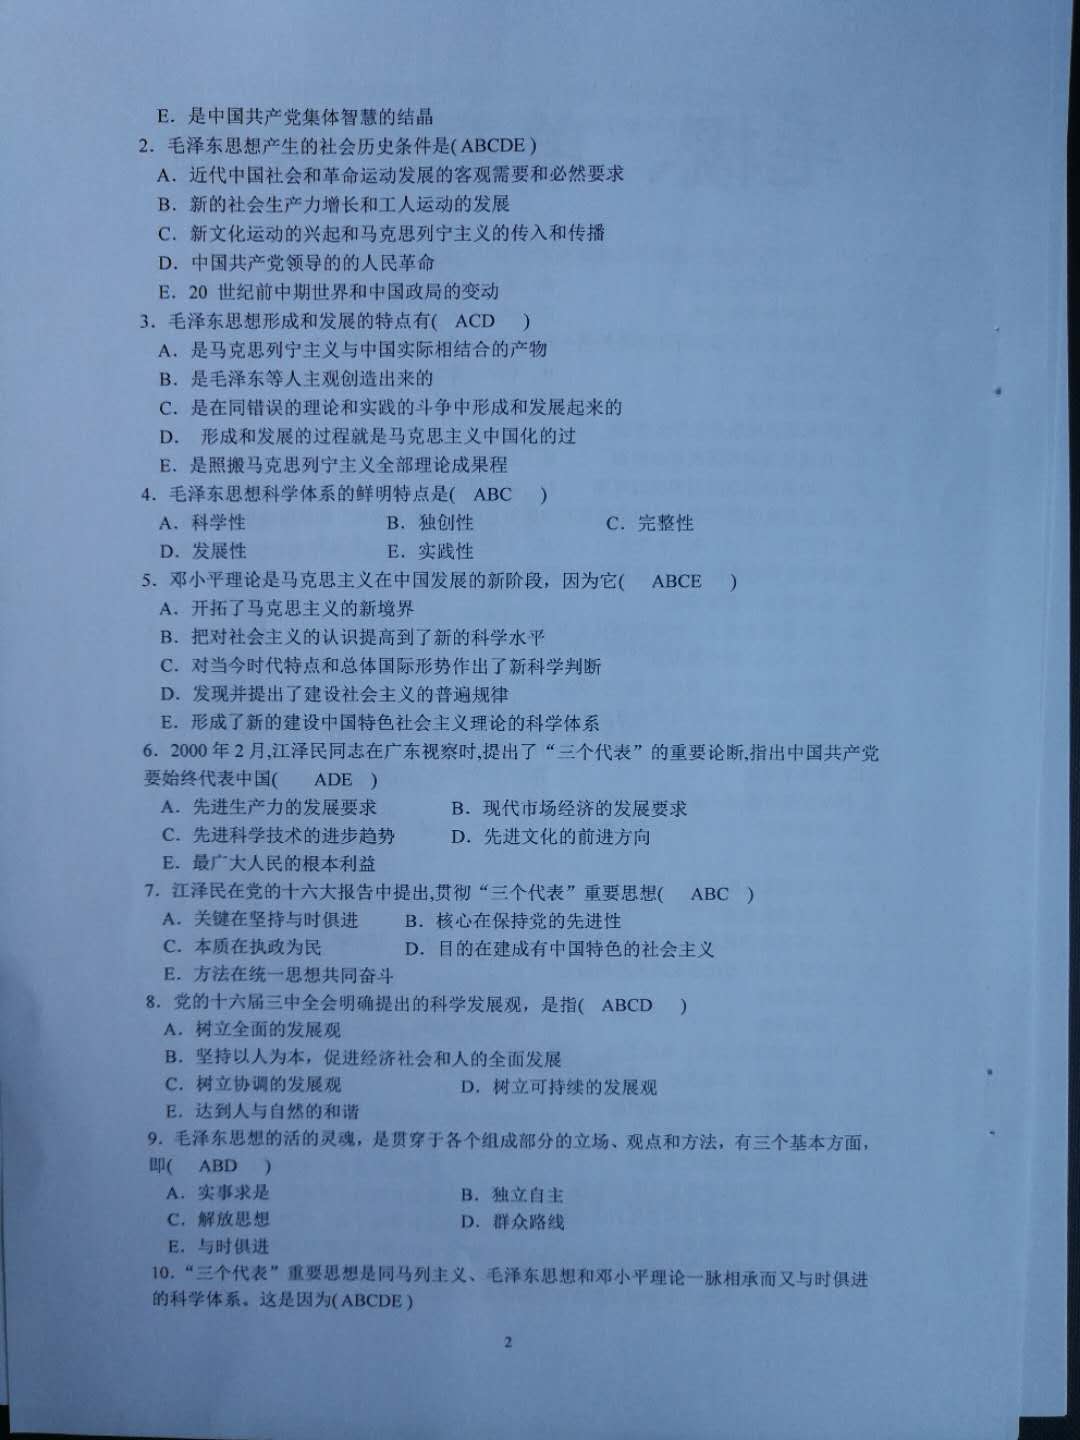 E．是中国共产党集体智慧的结晶
2．毛泽东思想产生的社会历史条件是( ABCDE )
A．近代中国社会和革命运动发展的客观需要和必然要求
B．新的社会生产力增长和工人运动的发展
C．新文化运动的兴起和马克思列宁主义的传入和传播
D．中国共产党领导的的人民革命
E．20 世纪前中期世界和中国政局的变动
3．毛泽东思想形成和发展的特点有( ACD )
A．是马克思列宁主义与中国实际相结合的产物
B．是毛泽东等人主观创造出来的
C．是在同错误的理论和实践的斗争中形成和发展起来的
D． 形成和发展的过程就是马克思主义中国化的过
E．是照搬马克思列宁主义全部理论成果程
4．毛泽东思想科学体系的鲜明特点是( ABC )
A．科学性 B．独创性 C．完整性
D．发展性 E．实践性
5．邓小平理论是马克思主义在中国发展的新阶段，因为它( ABCE )
A．开拓了马克思主义的新境界
B．把对社会主义的认识提高到了新的科学水平
C．对当今时代特点和总体国际形势作出了新科学判断
D．发现并提出了建设社会主义的普遍规律
E．形成了新的建设中国特色社会主义理论的科学体系
6．2000 年 2 月,江泽民同志在广东视察时,提出了“三个代表”的重要论断,指出中国共产党
要始终代表中国( ADE )
A．先进生产力的发展要求 B．现代市场经济的发展要求
C．先进科学技术的进步趋势 D．先进文化的前进方向
E．最广大人民的根本利益
7．江泽民在党的十六大报告中提出,贯彻“三个代表”重要思想( ABC )
A．关键在坚持与时俱进 B．核心在保持党的先进性
C．本质在执政为民 D．目的在建成有中国特色的社会主义
E．方法在统一思想共同奋斗
8．党的十六届三中全会明确提出的科学发展观，是指( ABCD )
A．树立全面的发展观
B．坚持以人为本，促进经济社会和人的全面发展
C．树立协调的发展观 D．树立可持续的发展观
E．达到人与自然的和谐
9．毛泽东思想的活的灵魂，是贯穿于各个组成部分的立场、观点和方法，有三个基本方面，
即( ABD )
A．实事求是 B．独立自主
C．解放思想 D．群众路线
E．与时俱进
10．“三个代表”重要思想是同马列主义、毛泽东思想和邓小平理论一脉相承而又与时俱进
的科学体系。这是因为( ABCDE )
2